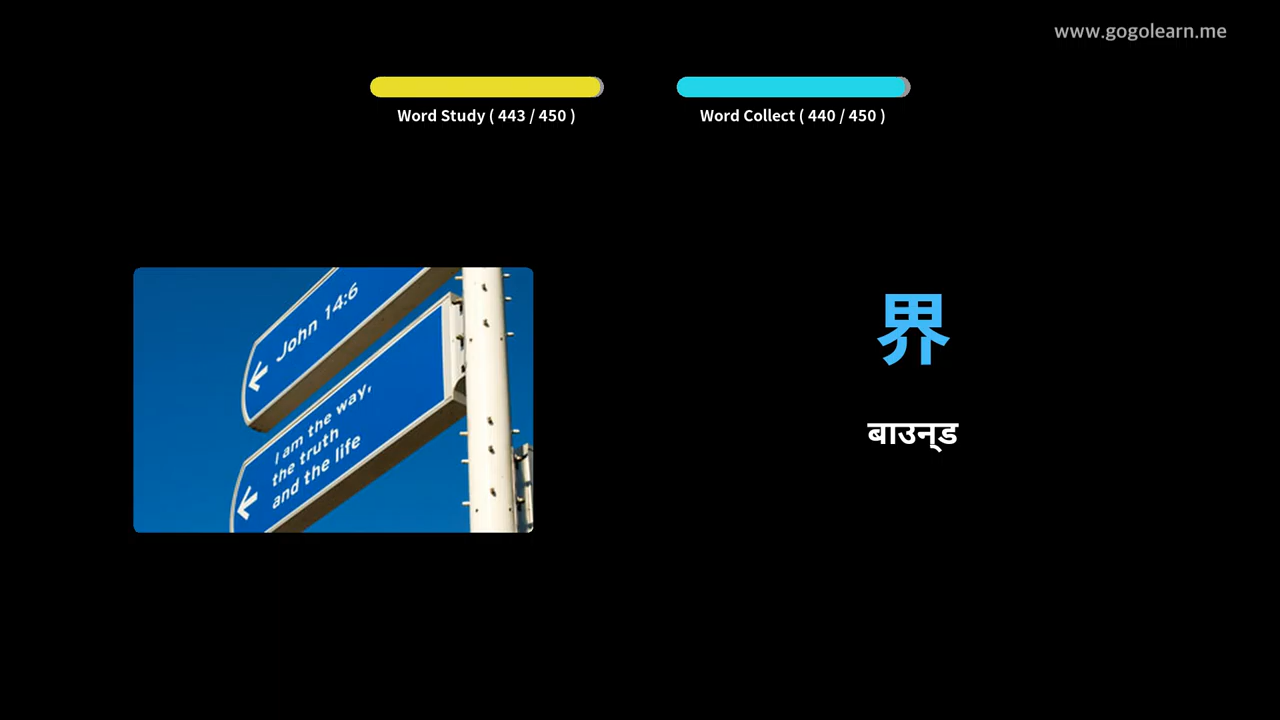 www.gogolearn.me
Word Study ( 443 / 450 )
Word Collect ( 440 / 450 )
John 14:6
I am the way,
the truth
and the life
界
बाउन्ड